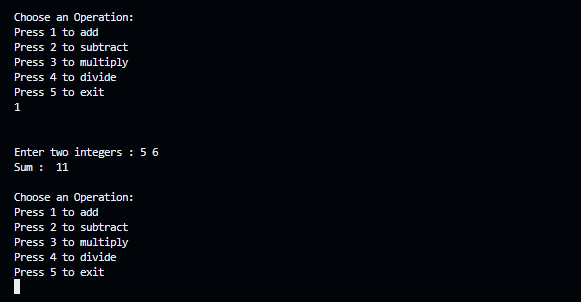 Choose an Operation:
Press 1 to add
Press 2 to subtract
Press 3 to multiply
Press 4 to divide
Press 5 to exit
1
Enter two integers : 5 6
Sum :  11
Choose an Operation:
Press 1 to add
Press 2 to subtract
Press 3 to multiply
Press 4 to divide
Press 5 to exit